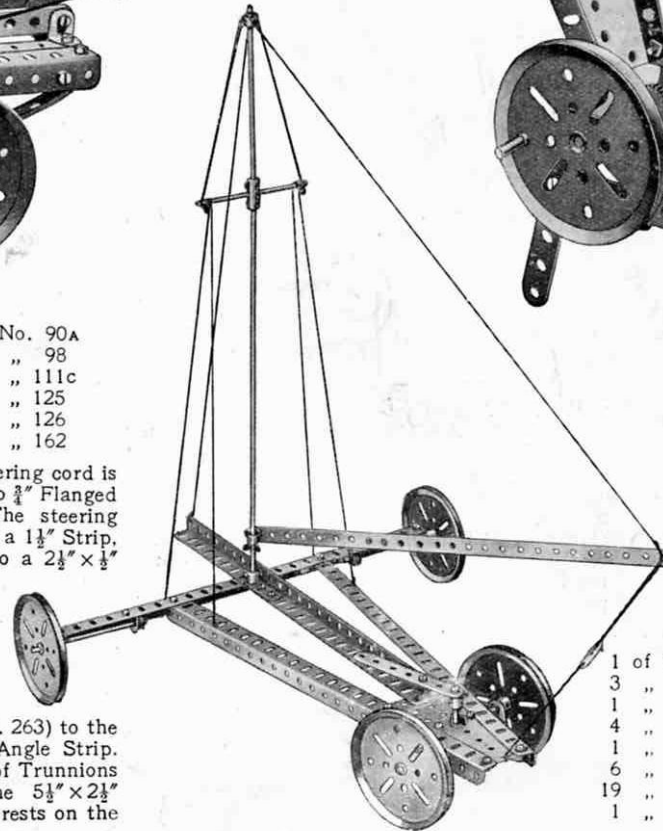 No. 90A
„ 98
„ 111c
„ 125
„ 126
„ 162
ering cord is
o ¾″ Flanged
The steering
a 1½″ Strip,
o a 2½″ × ½″
. 263) to the
Angle Strip.
of Trunnions
he 5½″ × 2½″
rests on the
1 of
3 „
1 „
4 „
1 „
6 „
19 „
1 „